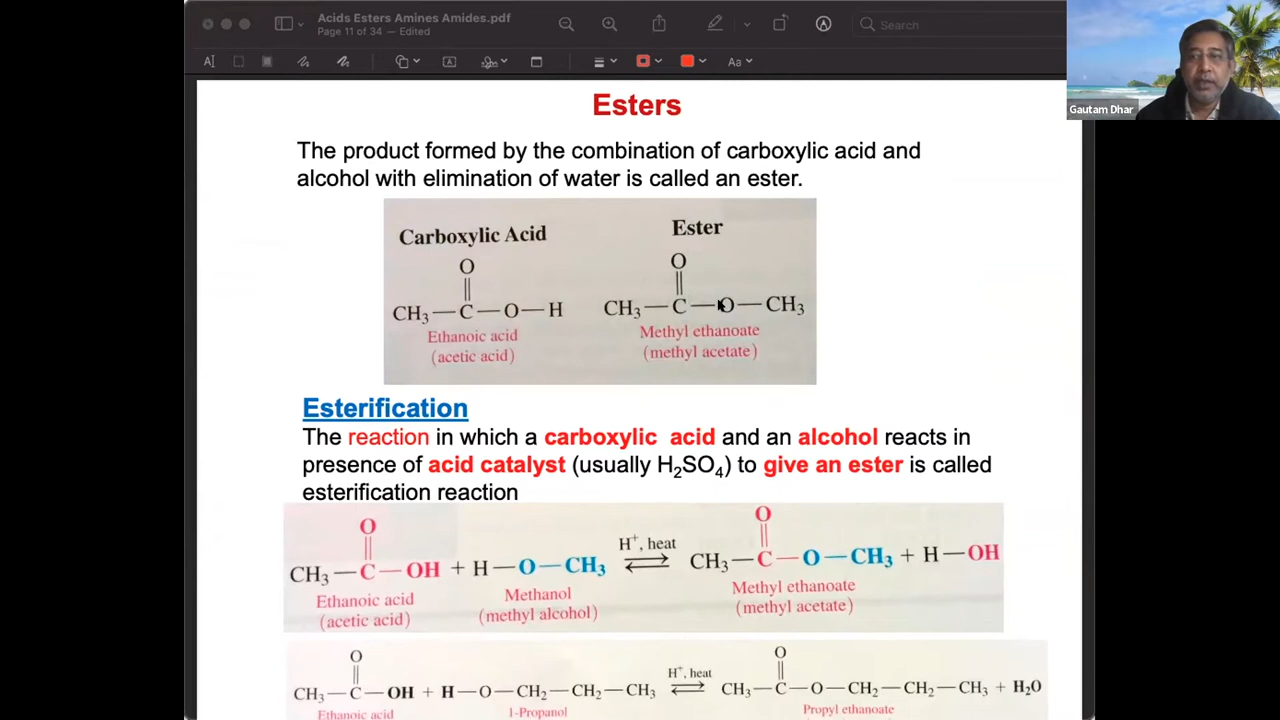 Acids Esters Amines Amides.pdf
Page 11 of 34 — Edited
Search
Gautam Dhar
Esters
The product formed by the combination of carboxylic acid and
alcohol with elimination of water is called an ester.
Carboxylic Acid
O
CH₃—C—O—H
Ethanoic acid
(acetic acid)
Ester
O
CH₃—C—O—CH₃
Methyl ethanoate
(methyl acetate)
Esterification
The reaction in which a carboxylic acid and an alcohol reacts in
presence of acid catalyst (usually H₂SO₄) to give an ester is called
esterification reaction
O O
CH₃—C—OH + H—O—CH₃ H⁺, heat ⇌ CH₃—C—O—CH₃ + H—OH
Ethanoic acid Methanol Methyl ethanoate
(acetic acid) (methyl alcohol) (methyl acetate)
O O
CH₃—C—OH + H—O—CH₂—CH₂—CH₃ H⁺, heat ⇌ CH₃—C—O—CH₂—CH₂—CH₃ + H₂O
Ethanoic acid 1-Propanol Propyl ethanoate